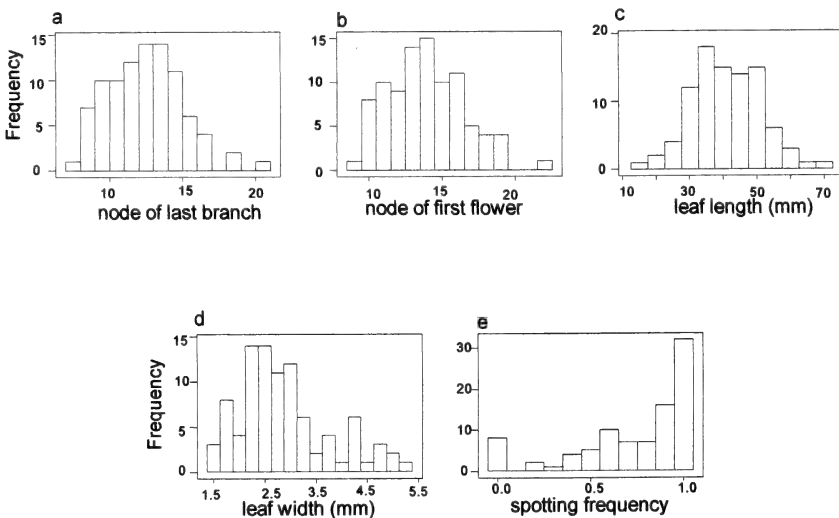 a
15
10
5
0
Frequency
10 15 20
node of last branch
b
15
10
5
0
10 15 20
node of first flower
c
20
10
0
10 30 50 70
leaf length (mm)
d
15
10
5
0
Frequency
1.5 2.5 3.5 4.5 5.5
leaf width (mm)
e
30
20
10
0
0.0 0.5 1.0
spotting frequency